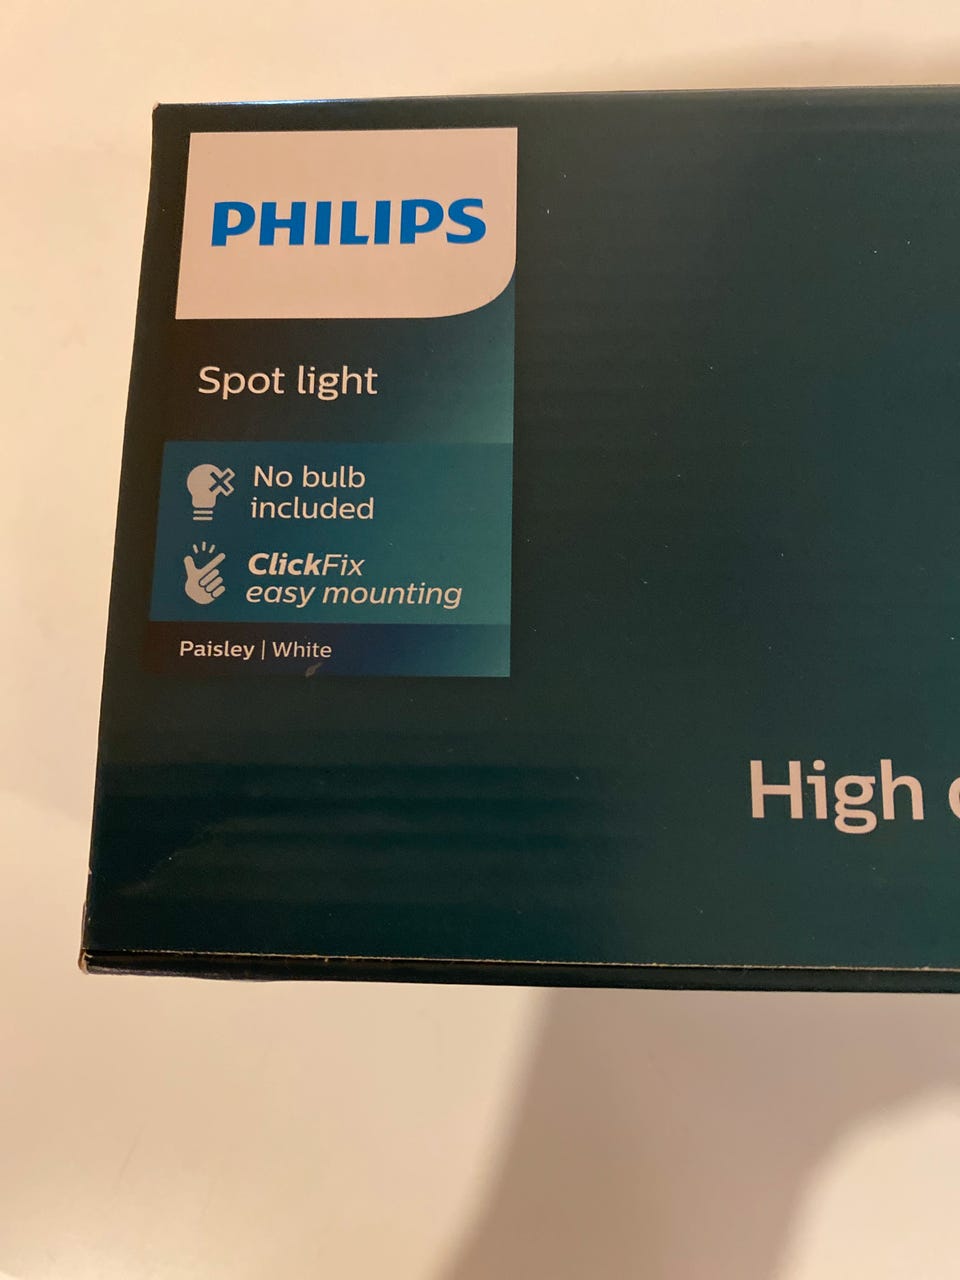 PHILIPS
Spot light
No bulb
included
ClickFix
easy mounting
Paisley | White
High